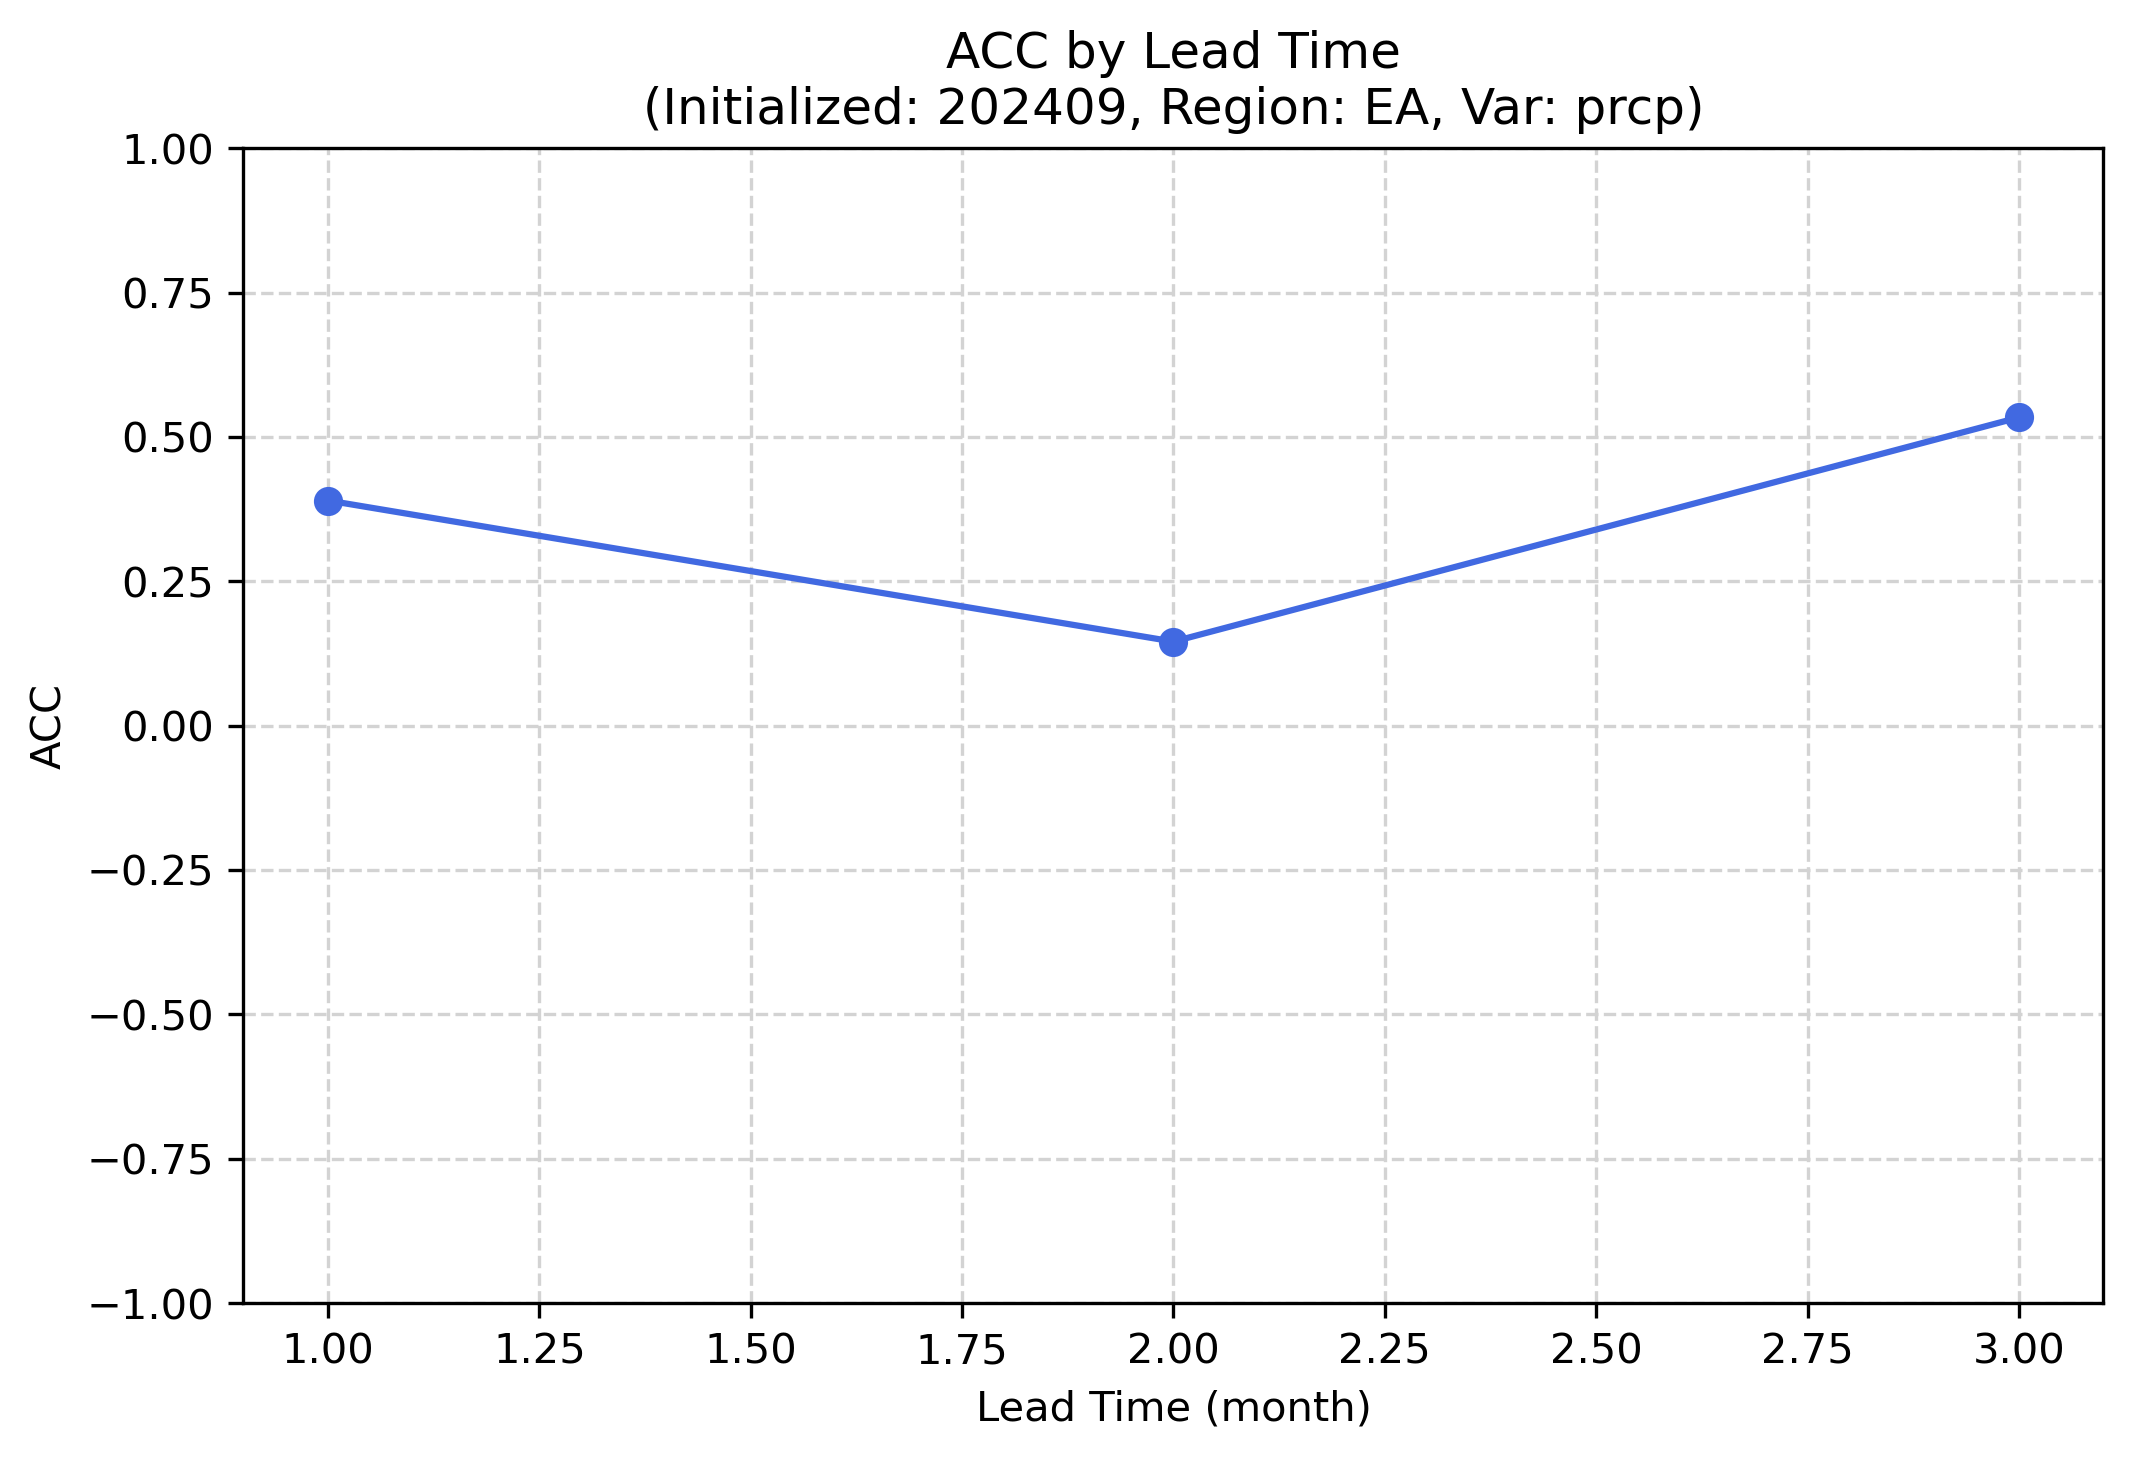 ACC by Lead Time
(Initialized: 202409, Region: EA, Var: prcp)
1.00
0.75
0.50
0.25
0.00
−0.25
−0.50
−0.75
−1.00
ACC
1.00 1.25 1.50 1.75 2.00 2.25 2.50 2.75 3.00
Lead Time (month)